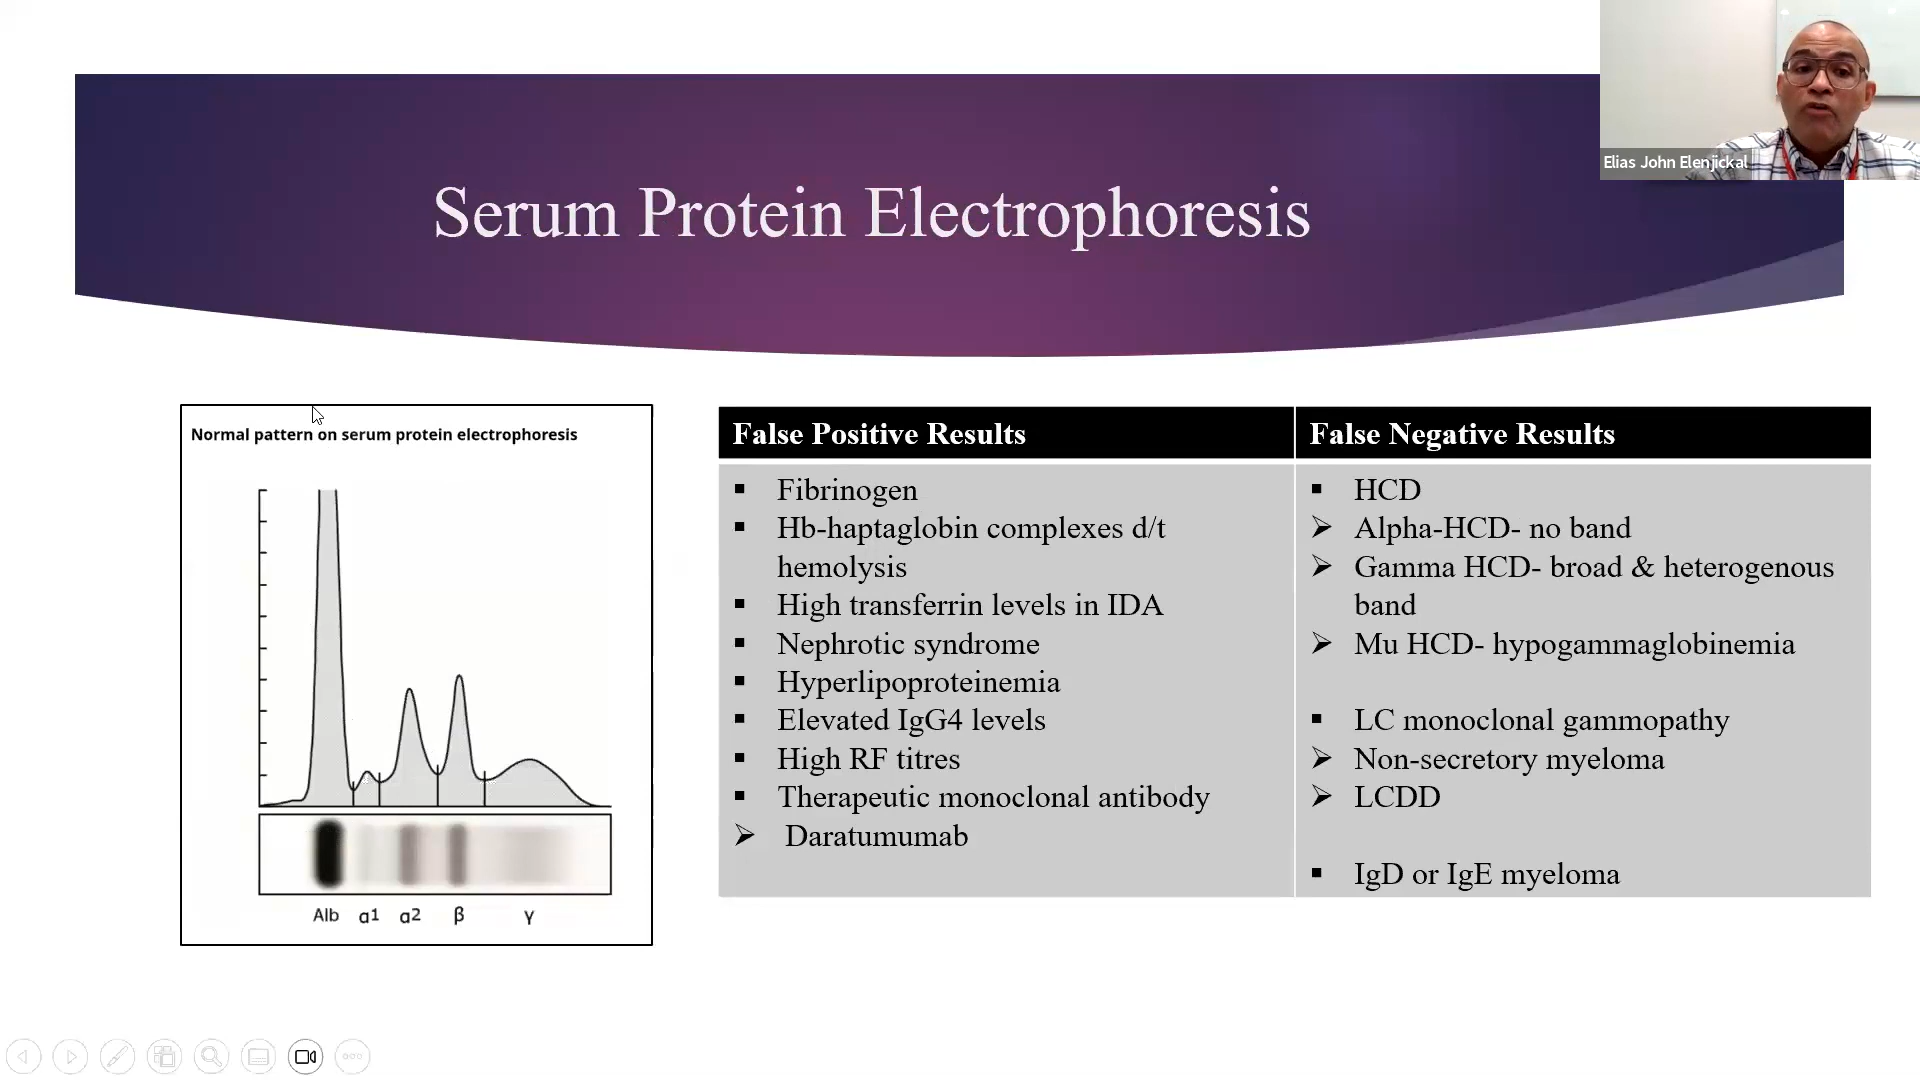 Elias John Elenjickal
Serum Protein Electrophoresis
Normal pattern on serum protein electrophoresis
Alb α1 α2 β γ
False Positive Results
Fibrinogen
Hb-haptaglobin complexes d/t
hemolysis
High transferrin levels in IDA
Nephrotic syndrome
Hyperlipoproteinemia
Elevated IgG4 levels
High RF titres
Therapeutic monoclonal antibody
Daratumumab
False Negative Results
HCD
Alpha-HCD- no band
Gamma HCD- broad & heterogenous
band
Mu HCD- hypogammaglobinemia
LC monoclonal gammopathy
Non-secretory myeloma
LCDD
IgD or IgE myeloma